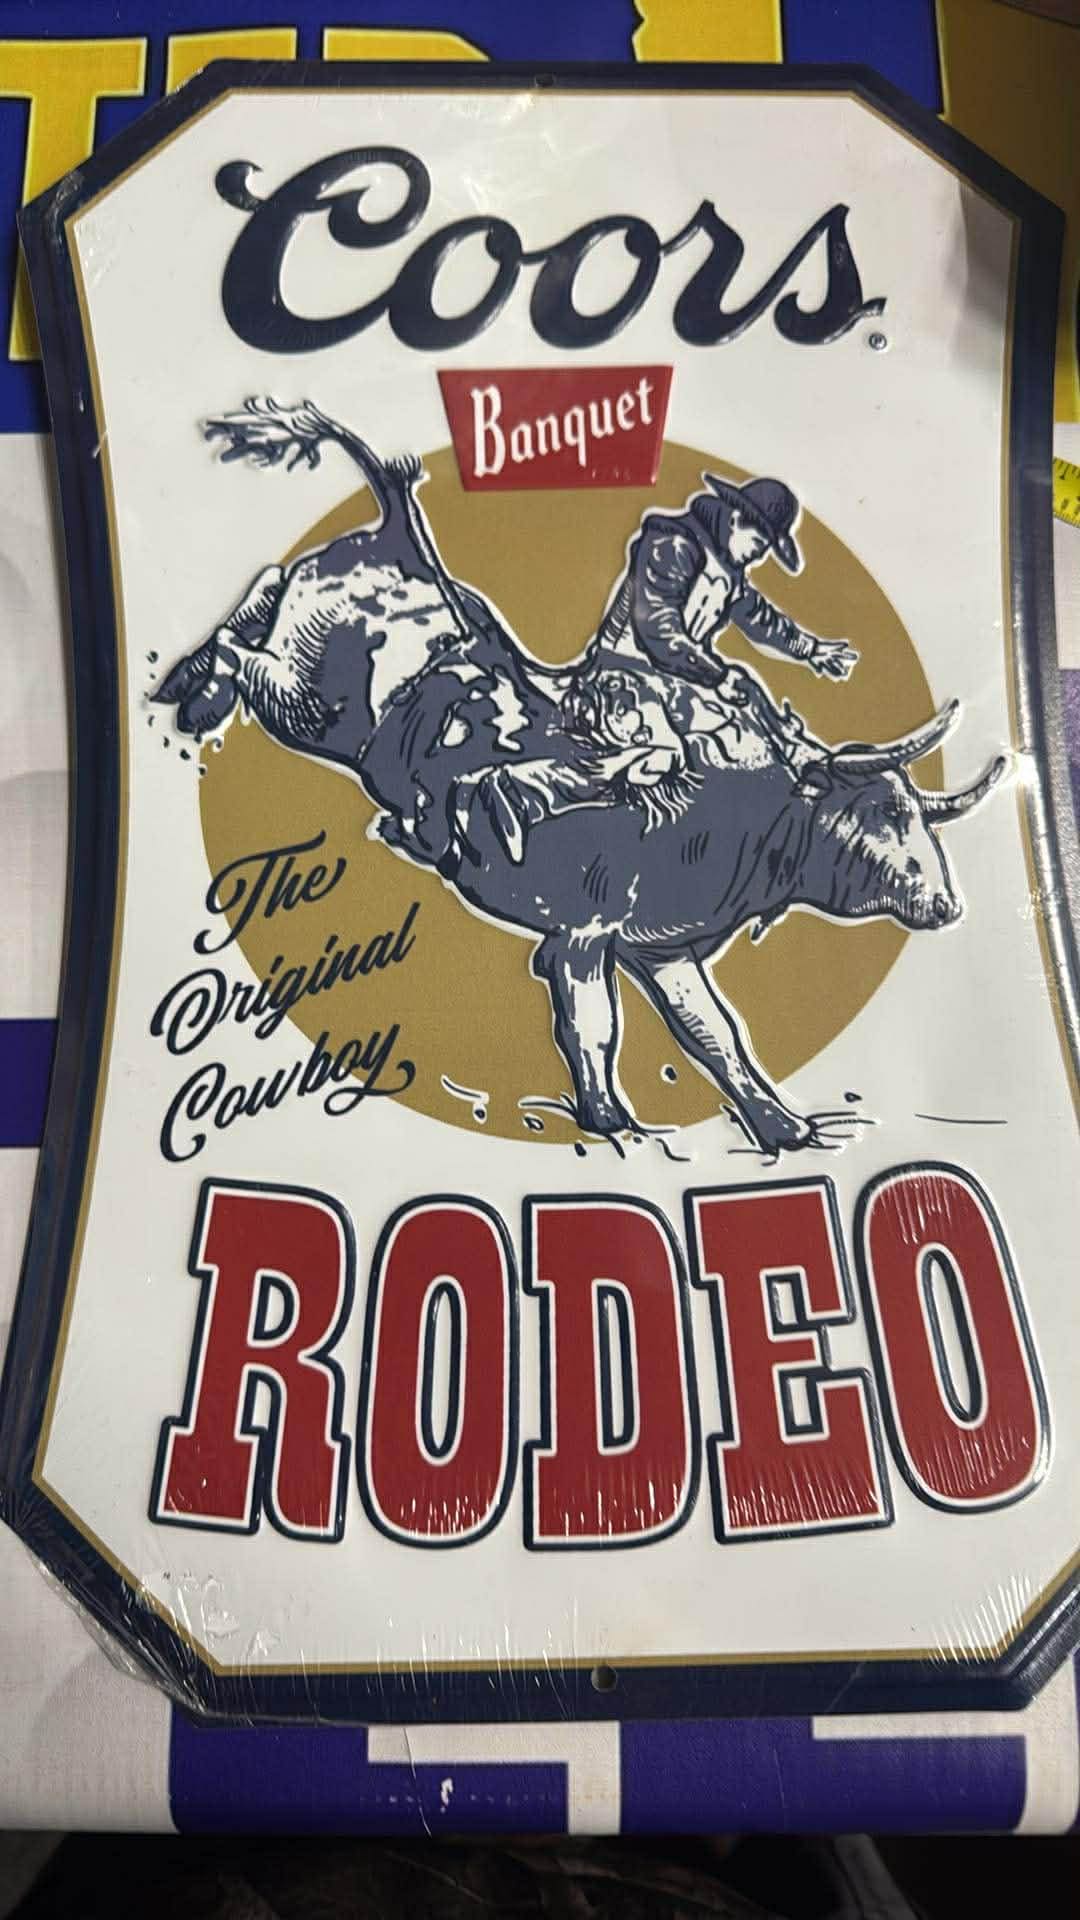 Coors®
Banquet
The
Original
Cowboy
RODEO